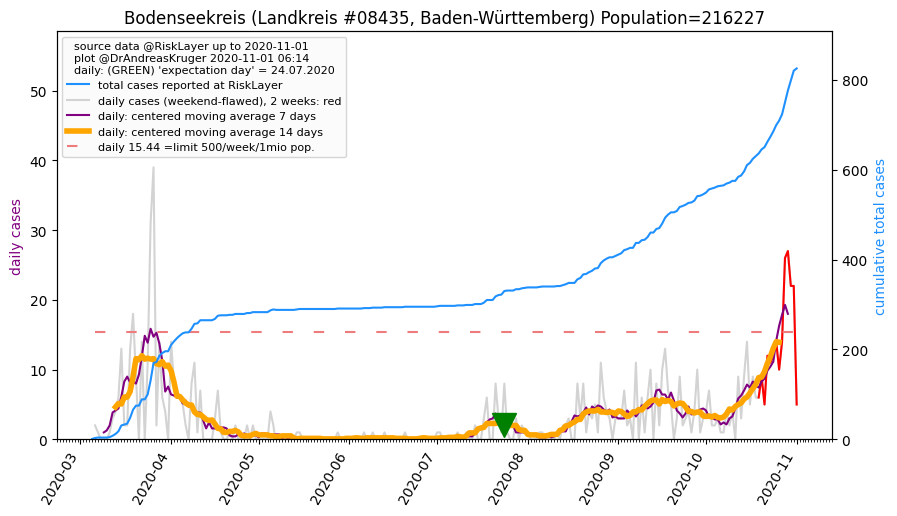 Bodenseekreis (Landkreis #08435, Baden-Württemberg) Population=216227
source data @RiskLayer up to 2020-11-01
plot @DrAndreasKruger 2020-11-01 06:14
daily: (GREEN) 'expectation day' = 24.07.2020
total cases reported at RiskLayer
daily cases (weekend-flawed), 2 weeks: red
daily: centered moving average 7 days
daily: centered moving average 14 days
daily 15.44 =limit 500/week/1mio pop.
daily cases
50
40
30
20
10
0
cumulative total cases
800
600
400
200
0
2020-03
2020-04
2020-05
2020-06
2020-07
2020-08
2020-09
2020-10
2020-11